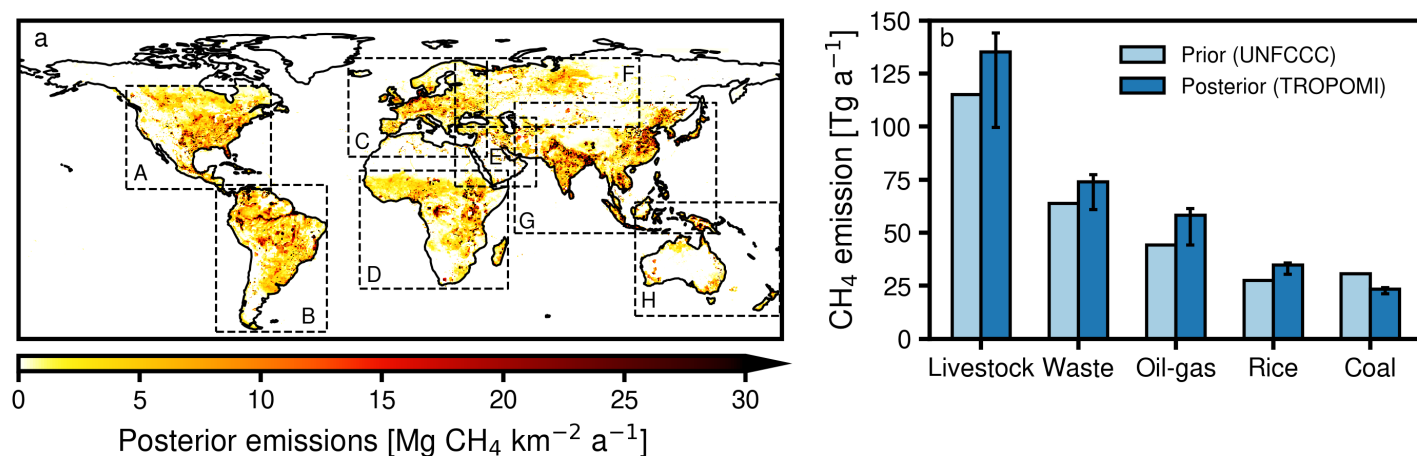 a
A
B
C
D
E
F
G
H
0 5 10 15 20 25 30
Posterior emissions [Mg CH₄ km⁻² a⁻¹]
b
Prior (UNFCCC)
Posterior (TROPOMI)
CH₄ emission [Tg a⁻¹]
150
125
100
75
50
25
0
Livestock Waste Oil-gas Rice Coal